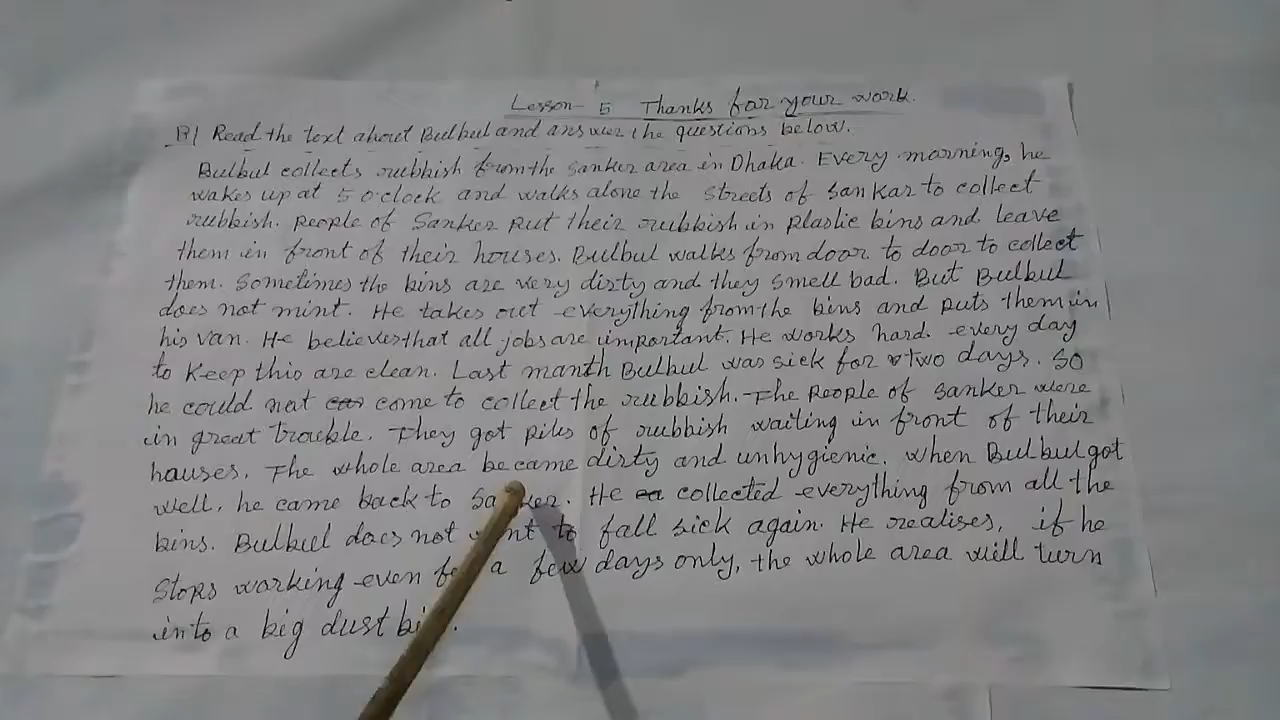 Lesson- 5 Thanks for your work.
B) Read the text about Bulbul and answer the questions below.
Bulbul collects rubbish from the Sanker area in Dhaka. Every morning, he
wakes up at 5 o'clock and walks alone the streets of Sankar to collect
rubbish. People of Sanker Put their rubbish in Plastic bins and leave
them in front of their houses. Bulbul walks from door to door to collect
them. Sometimes the bins are very dirty and they smell bad. But Bulbul
does not mint. He takes out everything from the bins and puts them in
his van. He believes that all jobs are important. He works hard every day
to keep this are clean. Last manth Bulbul was sick for two days. So
he could not come to collect the rubbish. The People of Sanker were
in great trouble. They got Piles of rubbish waiting in front of their
houses. The whole area became dirty and unhygienic. When Bulbul got
well, he came back to . He collected everything from all the
bins. Bulbul does not to fall sick again. He realises, if he
Stops working even a few days only, the whole area will turn
into a big dust